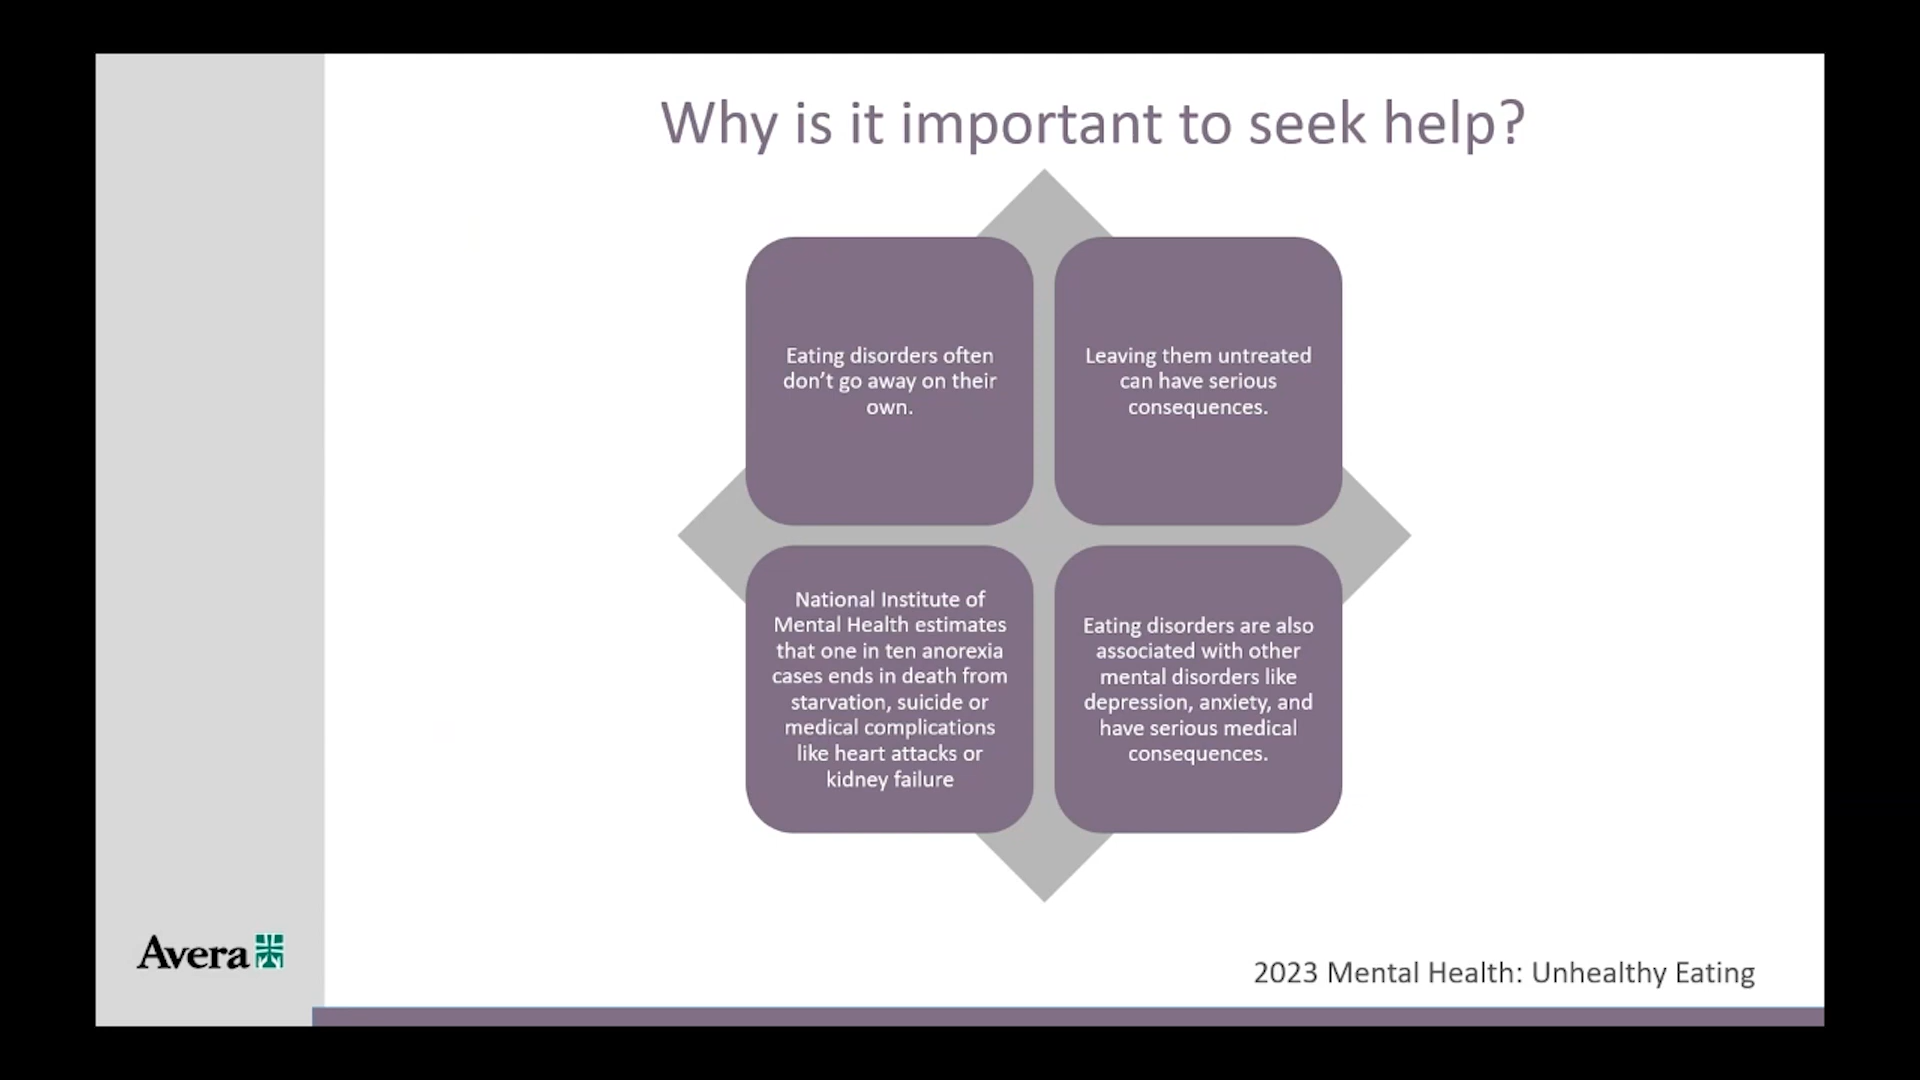 Why is it important to seek help?
Eating disorders often
don’t go away on their
own.
Leaving them untreated
can have serious
consequences.
National Institute of
Mental Health estimates
that one in ten anorexia
cases ends in death from
starvation, suicide or
medical complications
like heart attacks or
kidney failure
Eating disorders are also
associated with other
mental disorders like
depression, anxiety, and
have serious medical
consequences.
Avera
2023 Mental Health: Unhealthy Eating